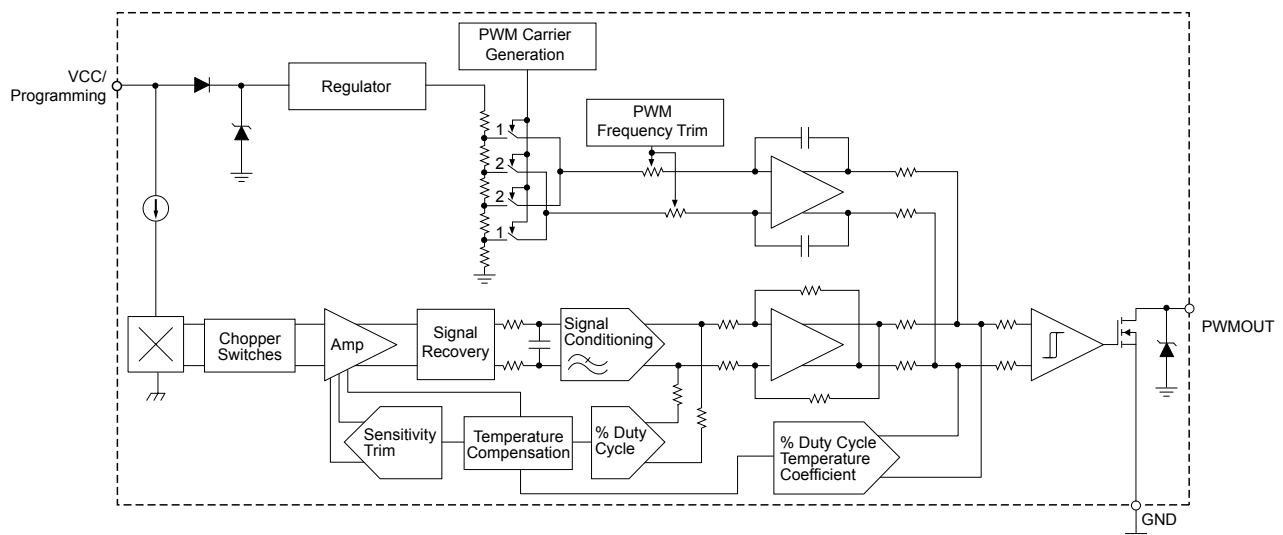 PWM Carrier
Generation
VCC/
Programming
Regulator
PWM
Frequency Trim
1
2
2
1
Chopper
Switches
Amp
Signal
Recovery
Signal
Conditioning
PWMOUT
Sensitivity
Trim
Temperature
Compensation
% Duty
Cycle
% Duty Cycle
Temperature
Coefficient
GND